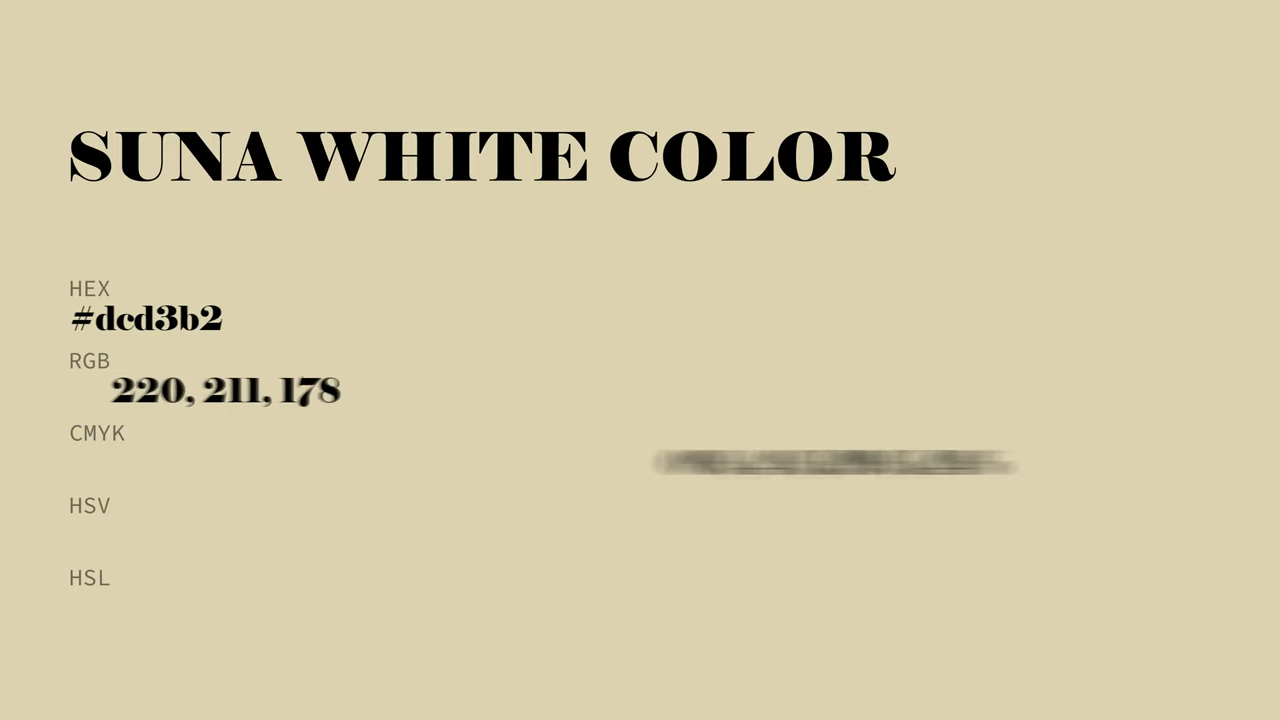 SUNA WHITE COLOR
HEX
#dcd3b2
RGB
220, 211, 178
CMYK
HSV
HSL